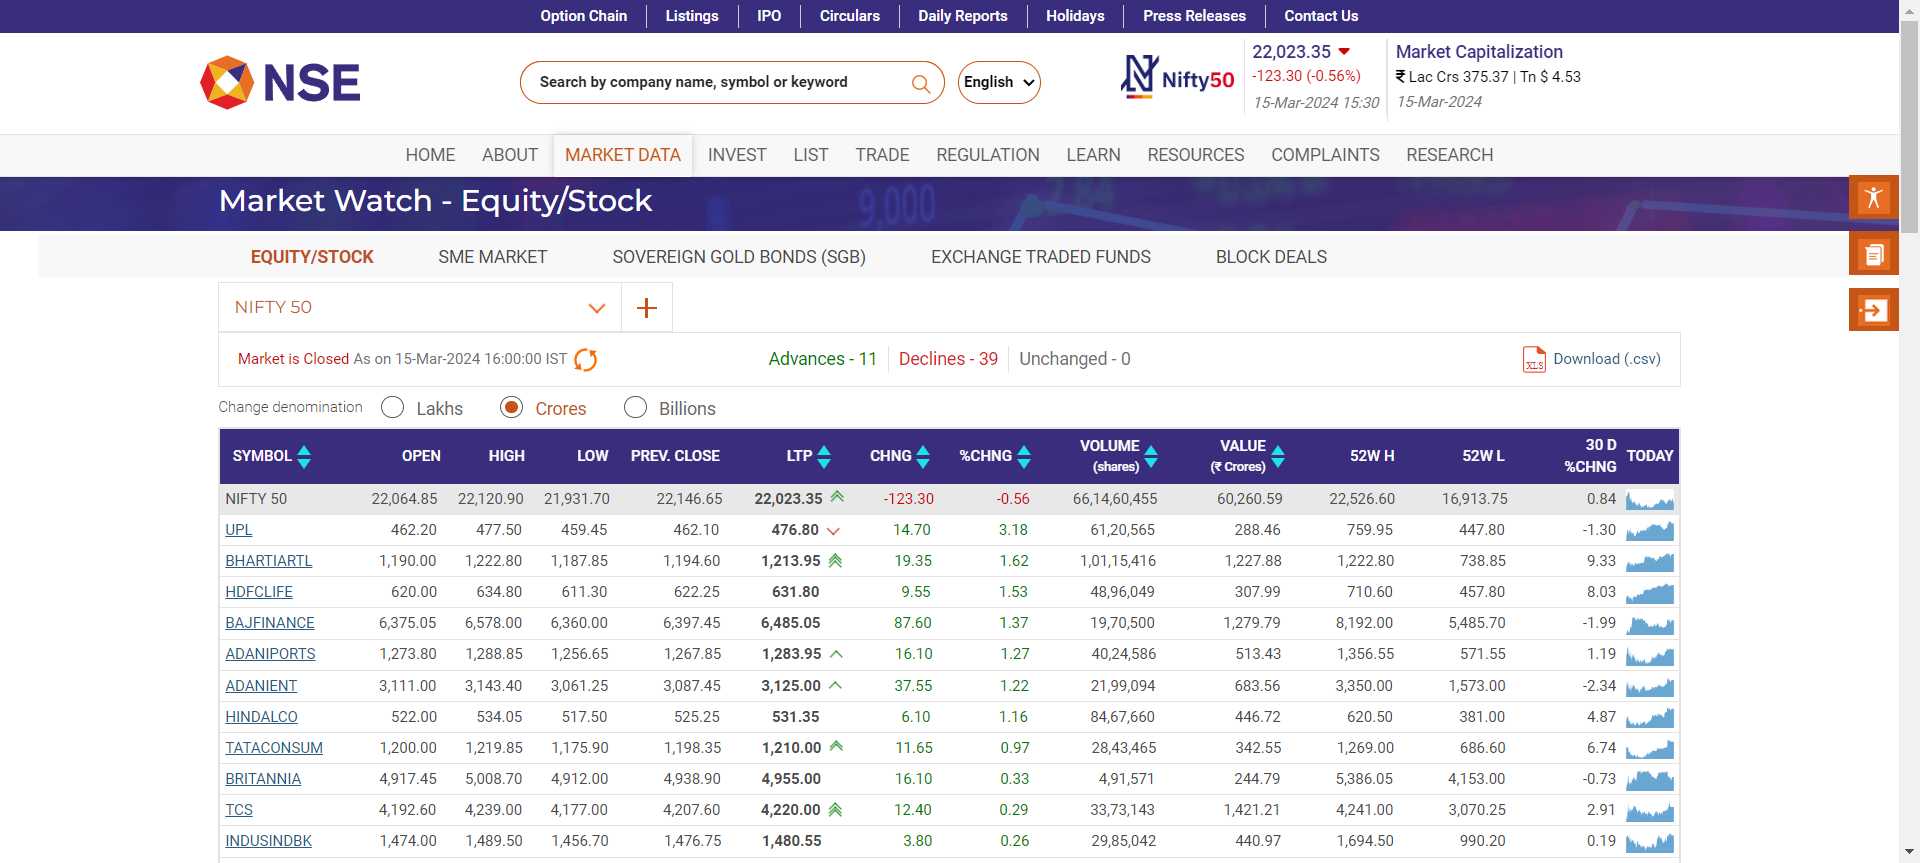 Option Chain Listings IPO Circulars Daily Reports Holidays Press Releases Contact Us
NSE
Search by company name, symbol or keyword
English
Nifty50
22,023.35
-123.30 (-0.56%)
15-Mar-2024 15:30
Market Capitalization
₹ Lac Crs 375.37 | Tn $ 4.53
15-Mar-2024
HOME ABOUT MARKET DATA INVEST LIST TRADE REGULATION LEARN RESOURCES COMPLAINTS RESEARCH
Market Watch - Equity/Stock
9,000
EQUITY/STOCK SME MARKET SOVEREIGN GOLD BONDS (SGB) EXCHANGE TRADED FUNDS BLOCK DEALS
NIFTY 50
Market is Closed As on 15-Mar-2024 16:00:00 IST Advances - 11 Declines - 39 Unchanged - 0 XLS Download (.csv)
Change denomination Lakhs Crores Billions
SYMBOL OPEN HIGH LOW PREV. CLOSE LTP CHNG %CHNG VOLUME (shares) VALUE (₹ Crores) 52W H 52W L 30 D %CHNG TODAY
NIFTY 50 22,064.85 22,120.90 21,931.70 22,146.65 22,023.35 -123.30 -0.56 66,14,60,455 60,260.59 22,526.60 16,913.75 0.84
UPL 462.20 477.50 459.45 462.10 476.80 14.70 3.18 61,20,565 288.46 759.95 447.80 -1.30
BHARTIARTL 1,190.00 1,222.80 1,187.85 1,194.60 1,213.95 19.35 1.62 1,01,15,416 1,227.88 1,222.80 738.85 9.33
HDFCLIFE 620.00 634.80 611.30 622.25 631.80 9.55 1.53 48,96,049 307.99 710.60 457.80 8.03
BAJFINANCE 6,375.05 6,578.00 6,360.00 6,397.45 6,485.05 87.60 1.37 19,70,500 1,279.79 8,192.00 5,485.70 -1.99
ADANIPORTS 1,273.80 1,288.85 1,256.65 1,267.85 1,283.95 16.10 1.27 40,24,586 513.43 1,356.55 571.55 1.19
ADANIENT 3,111.00 3,143.40 3,061.25 3,087.45 3,125.00 37.55 1.22 21,99,094 683.56 3,350.00 1,573.00 -2.34
HINDALCO 522.00 534.05 517.50 525.25 531.35 6.10 1.16 84,67,660 446.72 620.50 381.00 4.87
TATACONSUM 1,200.00 1,219.85 1,175.90 1,198.35 1,210.00 11.65 0.97 28,43,465 342.55 1,269.00 686.60 6.74
BRITANNIA 4,917.45 5,008.70 4,912.00 4,938.90 4,955.00 16.10 0.33 4,91,571 244.79 5,386.05 4,153.00 -0.73
TCS 4,192.60 4,239.00 4,177.00 4,207.60 4,220.00 12.40 0.29 33,73,143 1,421.21 4,241.00 3,070.25 2.91
INDUSINDBK 1,474.00 1,489.50 1,456.70 1,476.75 1,480.55 3.80 0.26 29,85,042 440.97 1,694.50 990.20 0.19